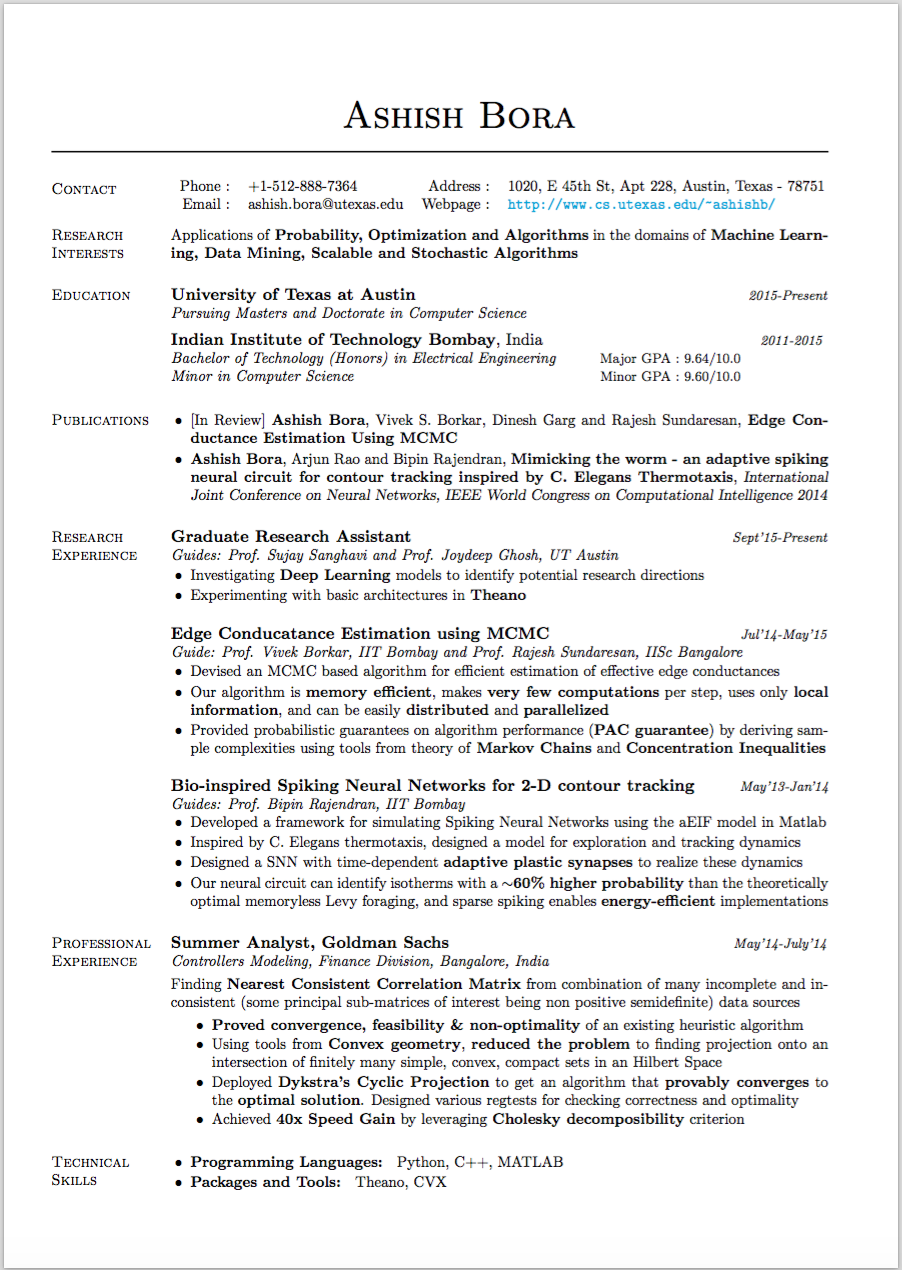 Ashish Bora
Contact
Phone : +1-512-888-7364 Address : 1020, E 45th St, Apt 228, Austin, Texas - 78751
Email : ashish.bora@utexas.edu Webpage : http://www.cs.utexas.edu/~ashishb/
Research Interests
Applications of Probability, Optimization and Algorithms in the domains of Machine Learn-
ing, Data Mining, Scalable and Stochastic Algorithms
Education
University of Texas at Austin 2015-Present
Pursuing Masters and Doctorate in Computer Science
Indian Institute of Technology Bombay, India 2011-2015
Bachelor of Technology (Honors) in Electrical Engineering Major GPA : 9.64/10.0
Minor in Computer Science Minor GPA : 9.60/10.0
Publications
• [In Review] Ashish Bora, Vivek S. Borkar, Dinesh Garg and Rajesh Sundaresan, Edge Con-
ductance Estimation Using MCMC
• Ashish Bora, Arjun Rao and Bipin Rajendran, Mimicking the worm - an adaptive spiking
neural circuit for contour tracking inspired by C. Elegans Thermotaxis, International
Joint Conference on Neural Networks, IEEE World Congress on Computational Intelligence 2014
Research Experience
Graduate Research Assistant Sept'15-Present
Guides: Prof. Sujay Sanghavi and Prof. Joydeep Ghosh, UT Austin
• Investigating Deep Learning models to identify potential research directions
• Experimenting with basic architectures in Theano
Edge Conducatance Estimation using MCMC Jul'14-May'15
Guide: Prof. Vivek Borkar, IIT Bombay and Prof. Rajesh Sundaresan, IISc Bangalore
• Devised an MCMC based algorithm for efficient estimation of effective edge conductances
• Our algorithm is memory efficient, makes very few computations per step, uses only local
information, and can be easily distributed and parallelized
• Provided probabilistic guarantees on algorithm performance (PAC guarantee) by deriving sam-
ple complexities using tools from theory of Markov Chains and Concentration Inequalities
Bio-inspired Spiking Neural Networks for 2-D contour tracking May'13-Jan'14
Guides: Prof. Bipin Rajendran, IIT Bombay
• Developed a framework for simulating Spiking Neural Networks using the aEIF model in Matlab
• Inspired by C. Elegans thermotaxis, designed a model for exploration and tracking dynamics
• Designed a SNN with time-dependent adaptive plastic synapses to realize these dynamics
• Our neural circuit can identify isotherms with a ~60% higher probability than the theoretically
optimal memoryless Levy foraging, and sparse spiking enables energy-efficient implementations
Professional Experience
Summer Analyst, Goldman Sachs May'14-July'14
Controllers Modeling, Finance Division, Bangalore, India
Finding Nearest Consistent Correlation Matrix from combination of many incomplete and in-
consistent (some principal sub-matrices of interest being non positive semidefinite) data sources
• Proved convergence, feasibility & non-optimality of an existing heuristic algorithm
• Using tools from Convex geometry, reduced the problem to finding projection onto an
intersection of finitely many simple, convex, compact sets in an Hilbert Space
• Deployed Dykstra's Cyclic Projection to get an algorithm that provably converges to
the optimal solution. Designed various regtests for checking correctness and optimality
• Achieved 40x Speed Gain by leveraging Cholesky decomposibility criterion
Technical Skills
• Programming Languages: Python, C++, MATLAB
• Packages and Tools: Theano, CVX